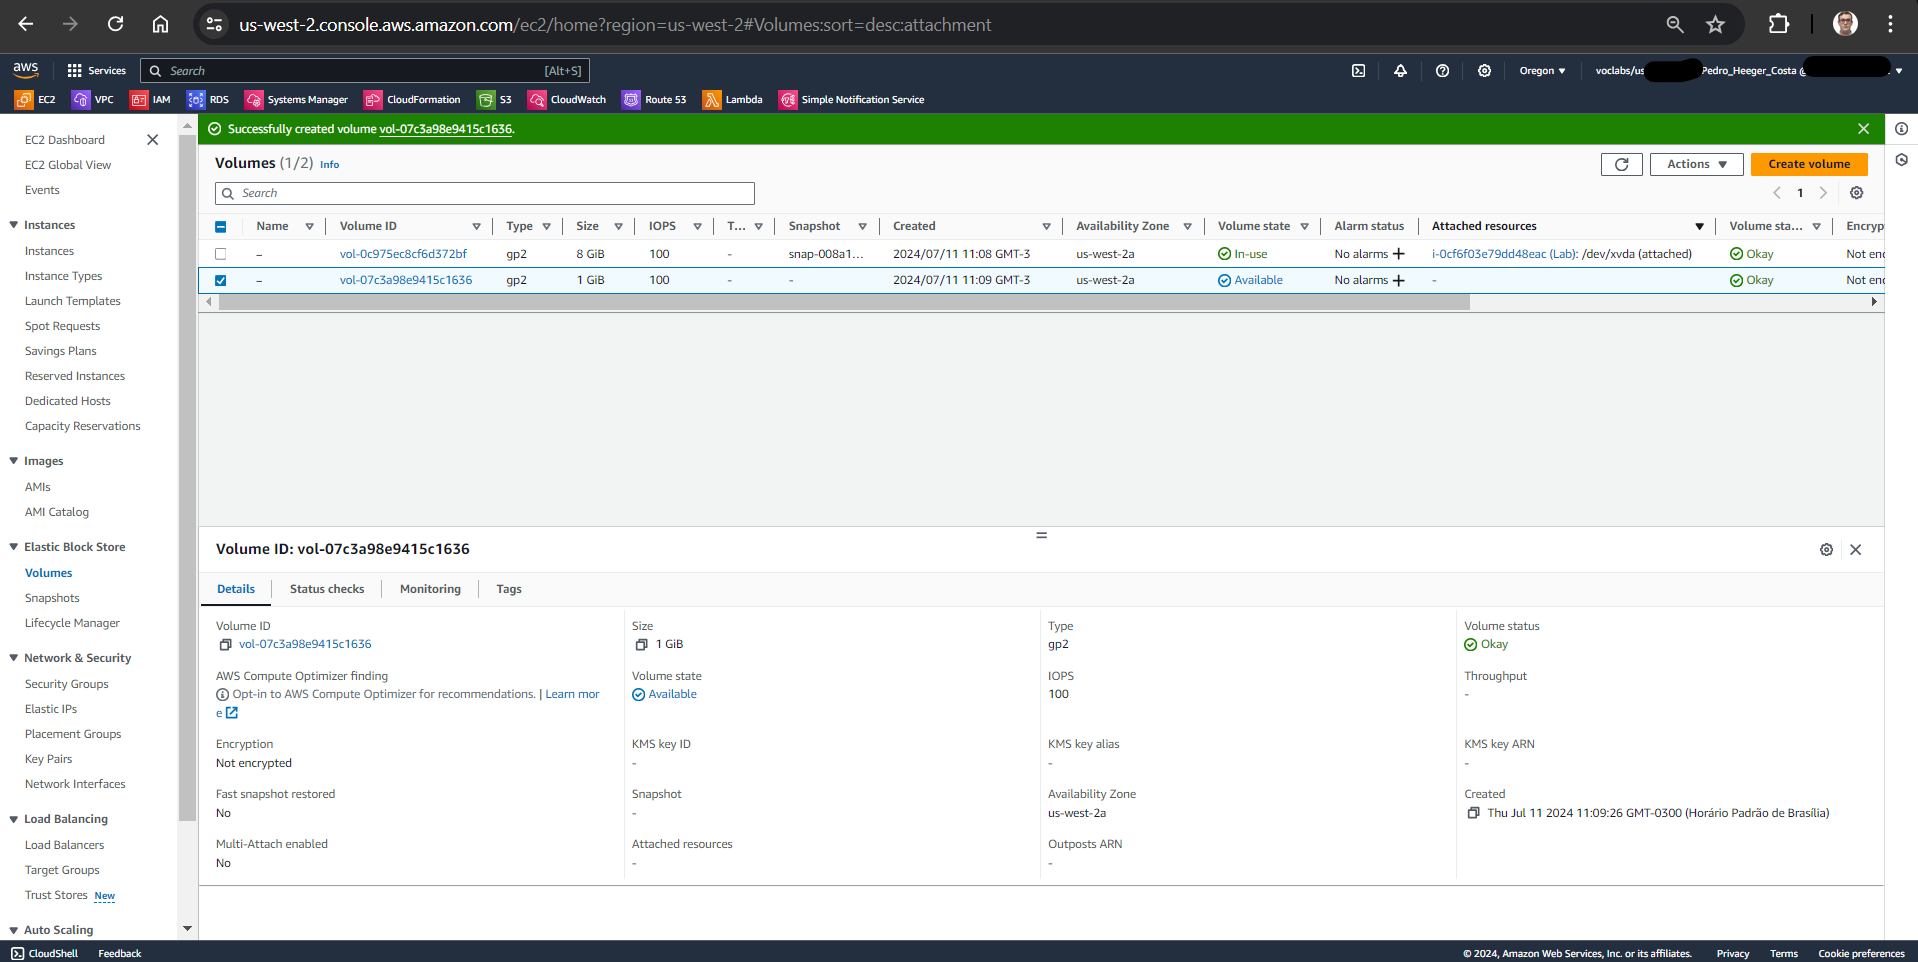 us-west-2.console.aws.amazon.com/ec2/home?region=us-west-2#Volumes:sort=desc:attachment
aws Services Search [Alt+S] Oregon voclabs/us Pedro_Heeger_Costa @
EC2 VPC IAM RDS Systems Manager CloudFormation S3 CloudWatch Route 53 Lambda Simple Notification Service
EC2 Dashboard
EC2 Global View
Events
Instances
Instances
Instance Types
Launch Templates
Spot Requests
Savings Plans
Reserved Instances
Dedicated Hosts
Capacity Reservations
Images
AMIs
AMI Catalog
Elastic Block Store
Volumes
Snapshots
Lifecycle Manager
Network & Security
Security Groups
Elastic IPs
Placement Groups
Key Pairs
Network Interfaces
Load Balancing
Load Balancers
Target Groups
Trust Stores New
Auto Scaling
Successfully created volume vol-07c3a98e9415c1636.
Volumes (1/2) Info
Actions Create volume
Search
1
Name Volume ID Type Size IOPS T... Snapshot Created Availability Zone Volume state Alarm status Attached resources Volume sta... Encryp
– vol-0c975ec8cf6d372bf gp2 8 GiB 100 - snap-008a1... 2024/07/11 11:08 GMT-3 us-west-2a In-use No alarms + i-0cf6f03e79dd48eac (Lab): /dev/xvda (attached) Okay Not enc
– vol-07c3a98e9415c1636 gp2 1 GiB 100 - - 2024/07/11 11:09 GMT-3 us-west-2a Available No alarms + - Okay Not enc
Volume ID: vol-07c3a98e9415c1636
Details Status checks Monitoring Tags
Volume ID
vol-07c3a98e9415c1636
Size
1 GiB
Type
gp2
Volume status
Okay
AWS Compute Optimizer finding
Opt-in to AWS Compute Optimizer for recommendations. | Learn mor
e
Volume state
Available
IOPS
100
Throughput
-
Encryption
Not encrypted
KMS key ID
-
KMS key alias
-
KMS key ARN
-
Fast snapshot restored
No
Snapshot
-
Availability Zone
us-west-2a
Created
Thu Jul 11 2024 11:09:26 GMT-0300 (Horário Padrão de Brasília)
Multi-Attach enabled
No
Attached resources
-
Outposts ARN
-
CloudShell Feedback © 2024, Amazon Web Services, Inc. or its affiliates. Privacy Terms Cookie preferences